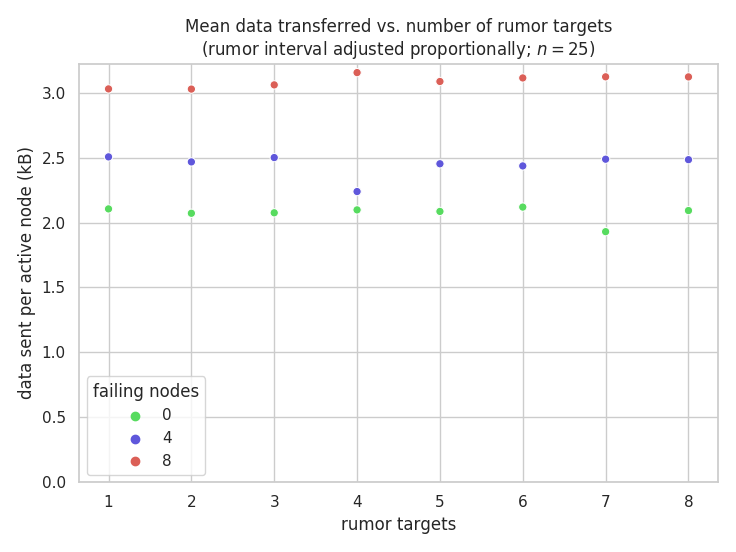 Mean data transferred vs. number of rumor targets
(rumor interval adjusted proportionally; n = 25)
data sent per active node (kB)
3.0
2.5
2.0
1.5
1.0
0.5
0.0
failing nodes
0
4
8
1 2 3 4 5 6 7 8
rumor targets